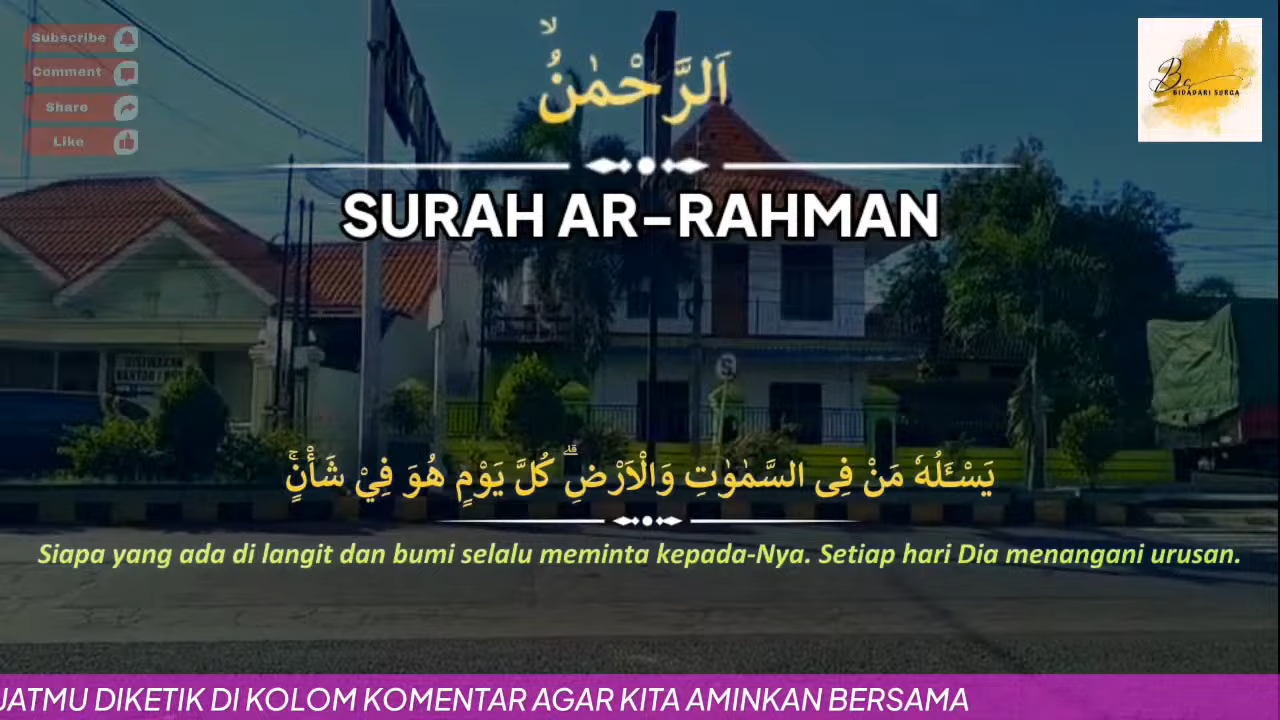 Subscribe
Comment
Share
Like
اَلرَّحْمٰنُۙ
SURAH AR-RAHMAN
BIDADARI SURGA
يَسْـَٔلُهٗ مَنْ فِى السَّمٰوٰتِ وَالْاَرْضِۗ كُلَّ يَوْمٍ هُوَ فِيْ شَأْنٍۚ
Siapa yang ada di langit dan bumi selalu meminta kepada-Nya. Setiap hari Dia menangani urusan.
DIKETIK DI KOLOM KOMENTAR AGAR KITA AMINKAN BERSAMA